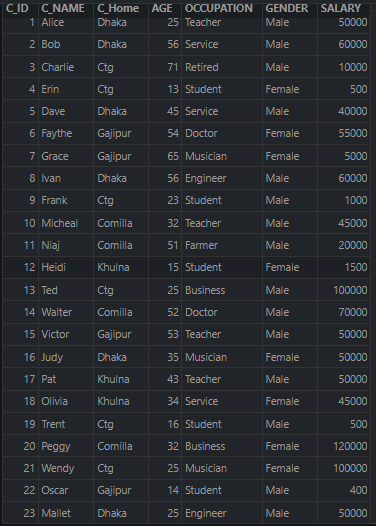 C_ID C_NAME C_Home AGE OCCUPATION GENDER SALARY
1 Alice Dhaka 25 Teacher Male 50000
2 Bob Dhaka 56 Service Male 60000
3 Charlie Ctg 71 Retired Male 10000
4 Erin Ctg 13 Student Female 500
5 Dave Dhaka 45 Service Male 40000
6 Faythe Gajipur 54 Doctor Female 55000
7 Grace Gajipur 65 Musician Female 5000
8 Ivan Dhaka 56 Engineer Male 60000
9 Frank Ctg 23 Student Male 1000
10 Micheal Comilla 32 Teacher Male 45000
11 Niaj Comilla 51 Farmer Male 20000
12 Heidi Khulna 15 Student Female 1500
13 Ted Ctg 25 Business Male 100000
14 Walter Comilla 52 Doctor Male 70000
15 Victor Gajipur 53 Teacher Male 50000
16 Judy Dhaka 35 Musician Female 50000
17 Pat Khulna 43 Teacher Male 50000
18 Olivia Khulna 34 Service Female 45000
19 Trent Ctg 16 Student Male 500
20 Peggy Comilla 32 Business Female 120000
21 Wendy Ctg 25 Musician Female 100000
22 Oscar Gajipur 14 Student Male 400
23 Mallet Dhaka 25 Engineer Male 50000